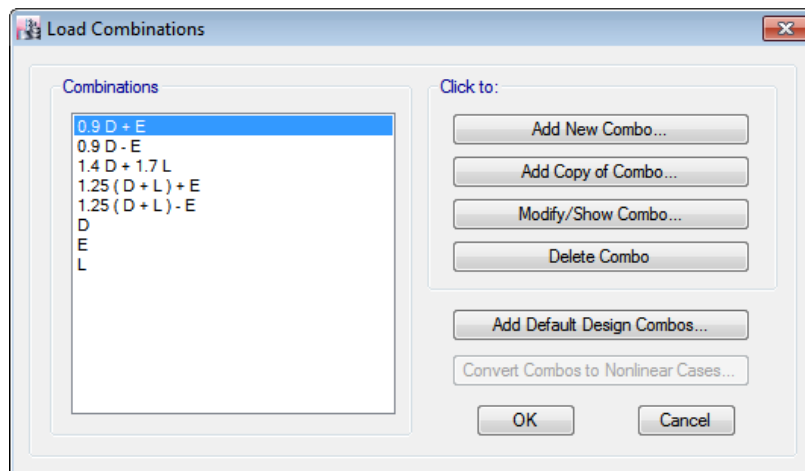 Load Combinations
Combinations
0.9 D + E
0.9 D - E
1.4 D + 1.7 L
1.25 ( D + L ) + E
1.25 ( D + L ) - E
D
E
L
Click to:
Add New Combo...
Add Copy of Combo...
Modify/Show Combo...
Delete Combo
Add Default Design Combos...
Convert Combos to Nonlinear Cases...
OK
Cancel